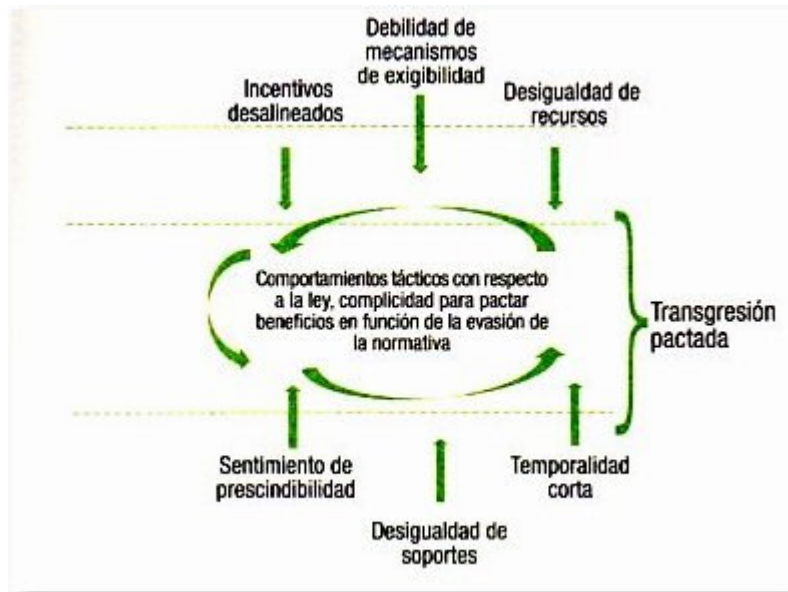 Debilidad de
mecanismos
de exigibilidad
Incentivos
desalineados
Desigualdad de
recursos
Comportamientos tácticos con respecto
a la ley, complicidad para pactar
beneficios en función de la evasión de
la normativa
Transgresión
pactada
Sentimiento de
prescindibilidad
Temporalidad
corta
Desigualdad de
soportes